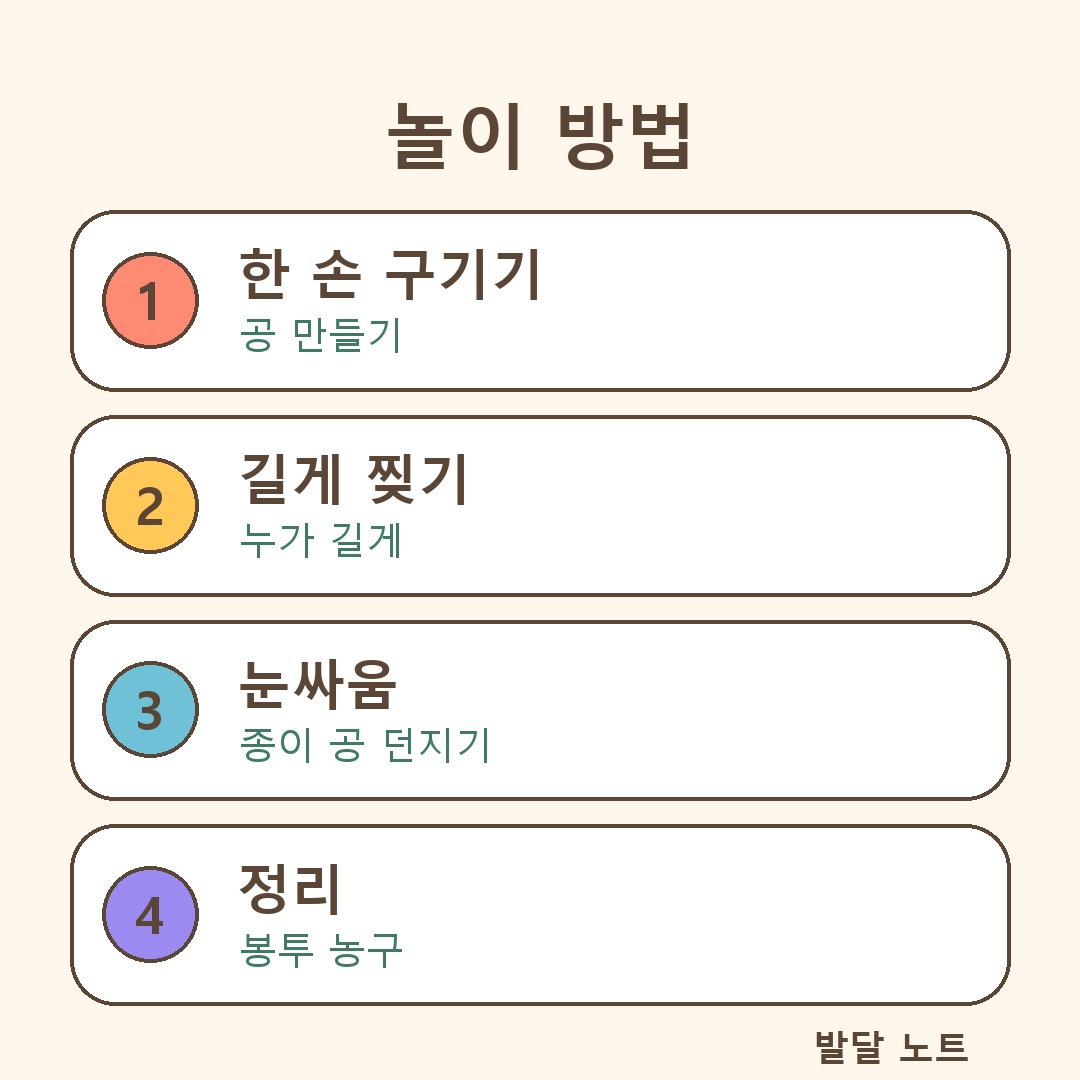 놀이 방법
1
한 손 구기기
공 만들기
2
길게 찢기
누가 길게
3
눈싸움
종이 공 던지기
4
정리
봉투 농구
발달 노트